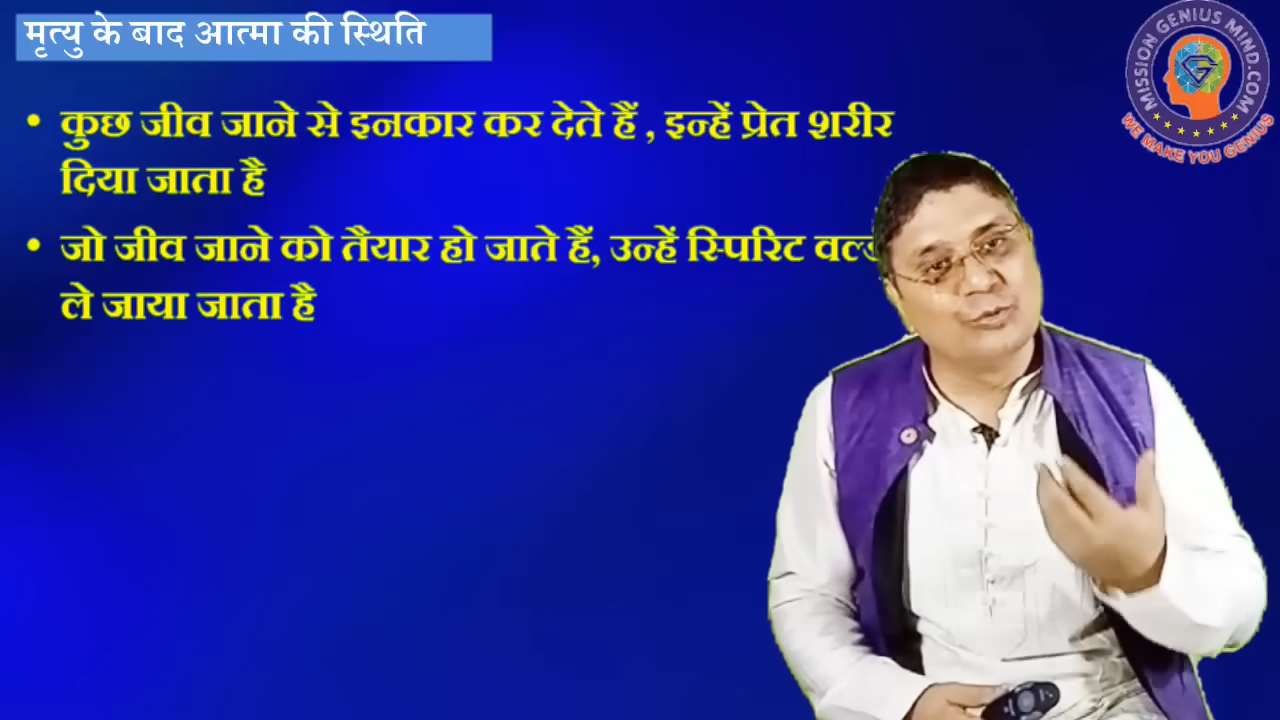 मृत्यु के बाद आत्मा की स्थिति
• कुछ जीव जाने से इनकार कर देते हैं , इन्हें प्रेत शरीर
दिया जाता है
• जो जीव जाने को तैयार हो जाते हैं, उन्हें स्पिरिट
ले जाया जाता है
MISSION GENIUS MIND.COM
WE MAKE YOU GENIUS